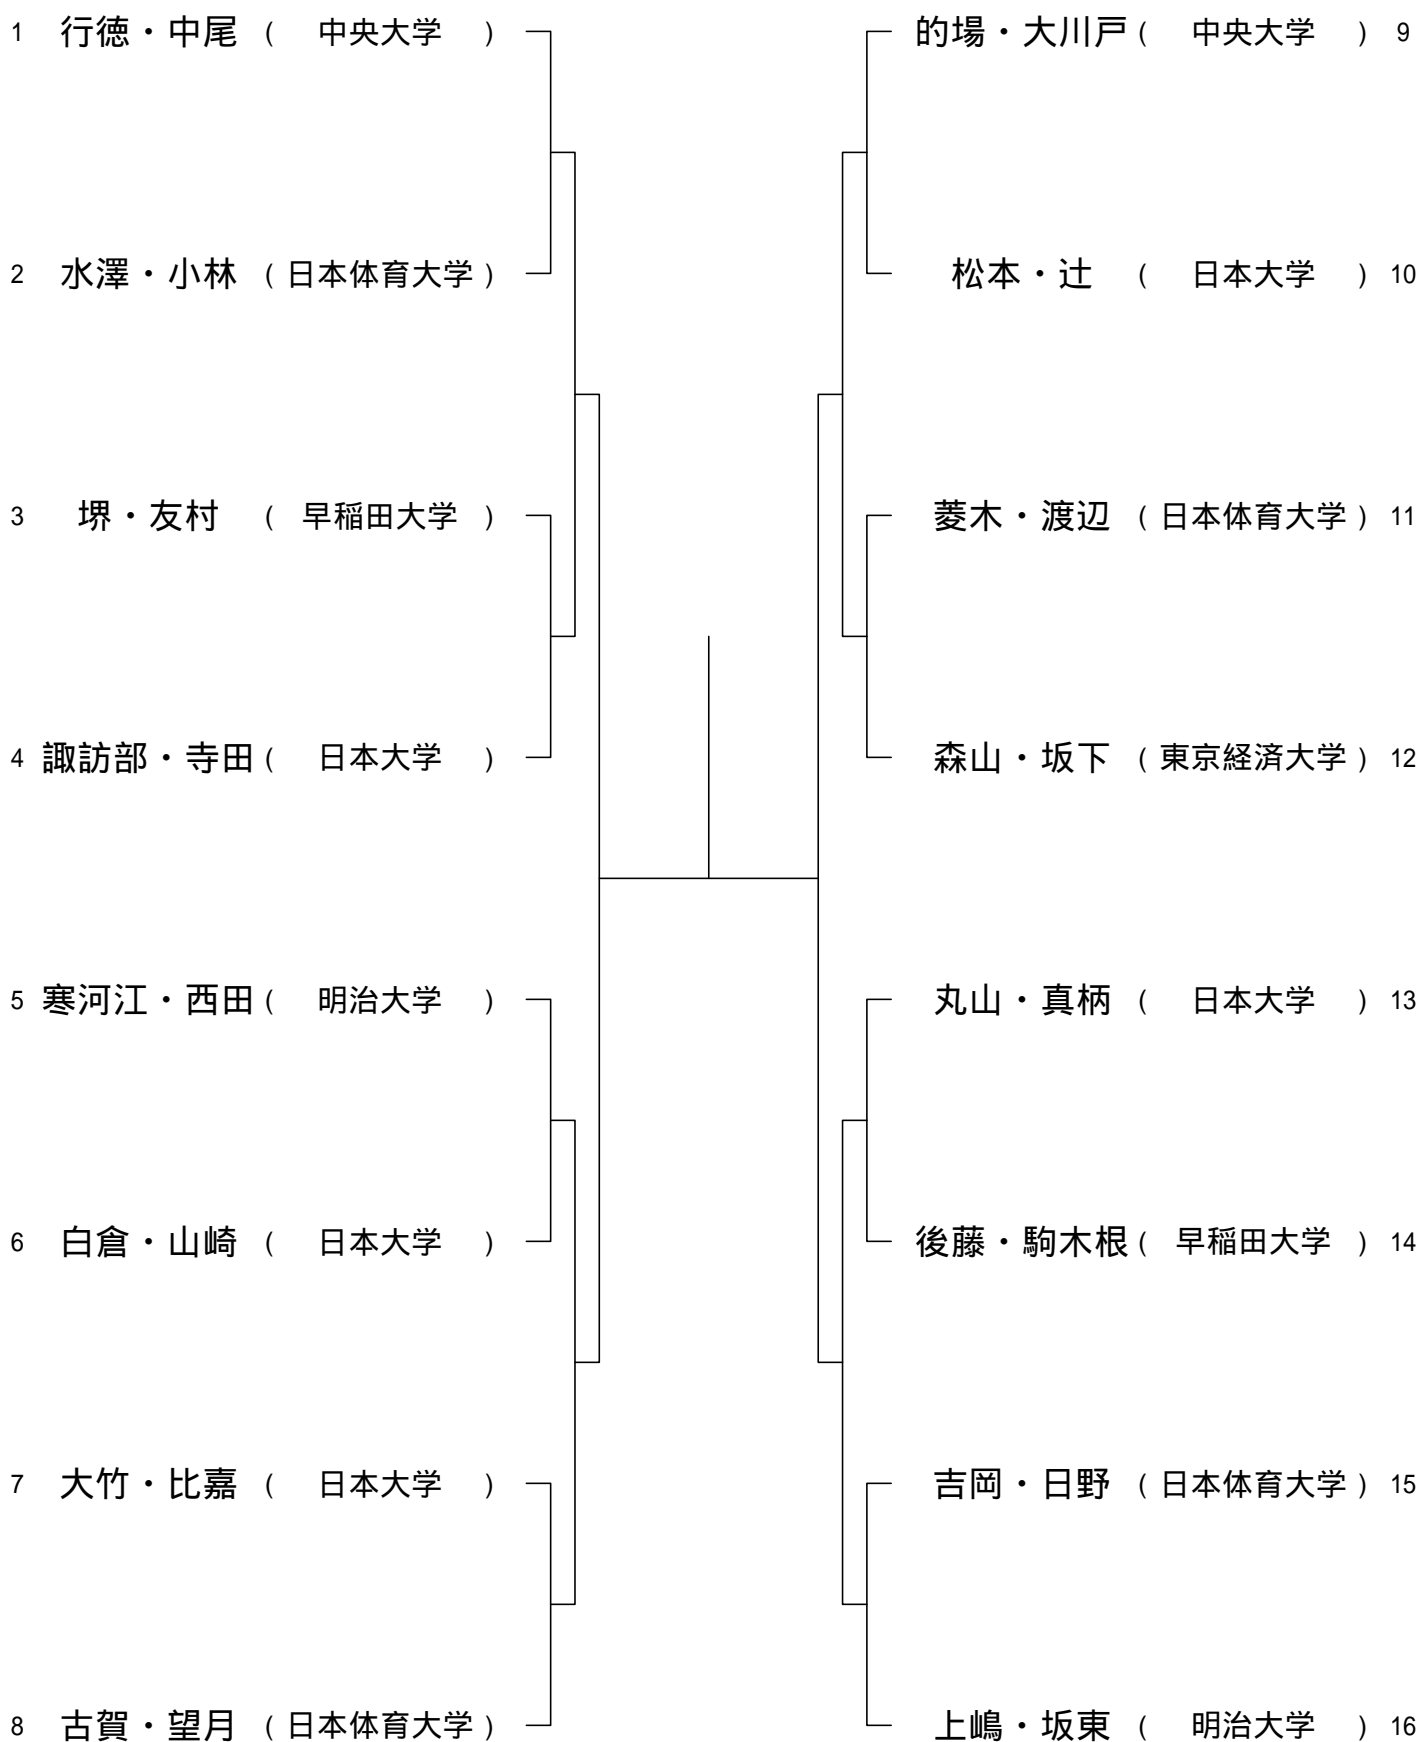 1 行徳・中尾 ( 中央大学 )
2 水澤・小林 ( 日本体育大学 )
3 堺・友村 ( 早稲田大学 )
4 諏訪部・寺田 ( 日本大学 )
5 寒河江・西田 ( 明治大学 )
6 白倉・山崎 ( 日本大学 )
7 大竹・比嘉 ( 日本大学 )
8 古賀・望月 ( 日本体育大学 )
的場・大川戸 ( 中央大学 ) 9
松本・辻 ( 日本大学 ) 10
菱木・渡辺 ( 日本体育大学 ) 11
森山・坂下 ( 東京経済大学 ) 12
丸山・真柄 ( 日本大学 ) 13
後藤・駒木根 ( 早稲田大学 ) 14
吉岡・日野 ( 日本体育大学 ) 15
上嶋・坂東 ( 明治大学 ) 16